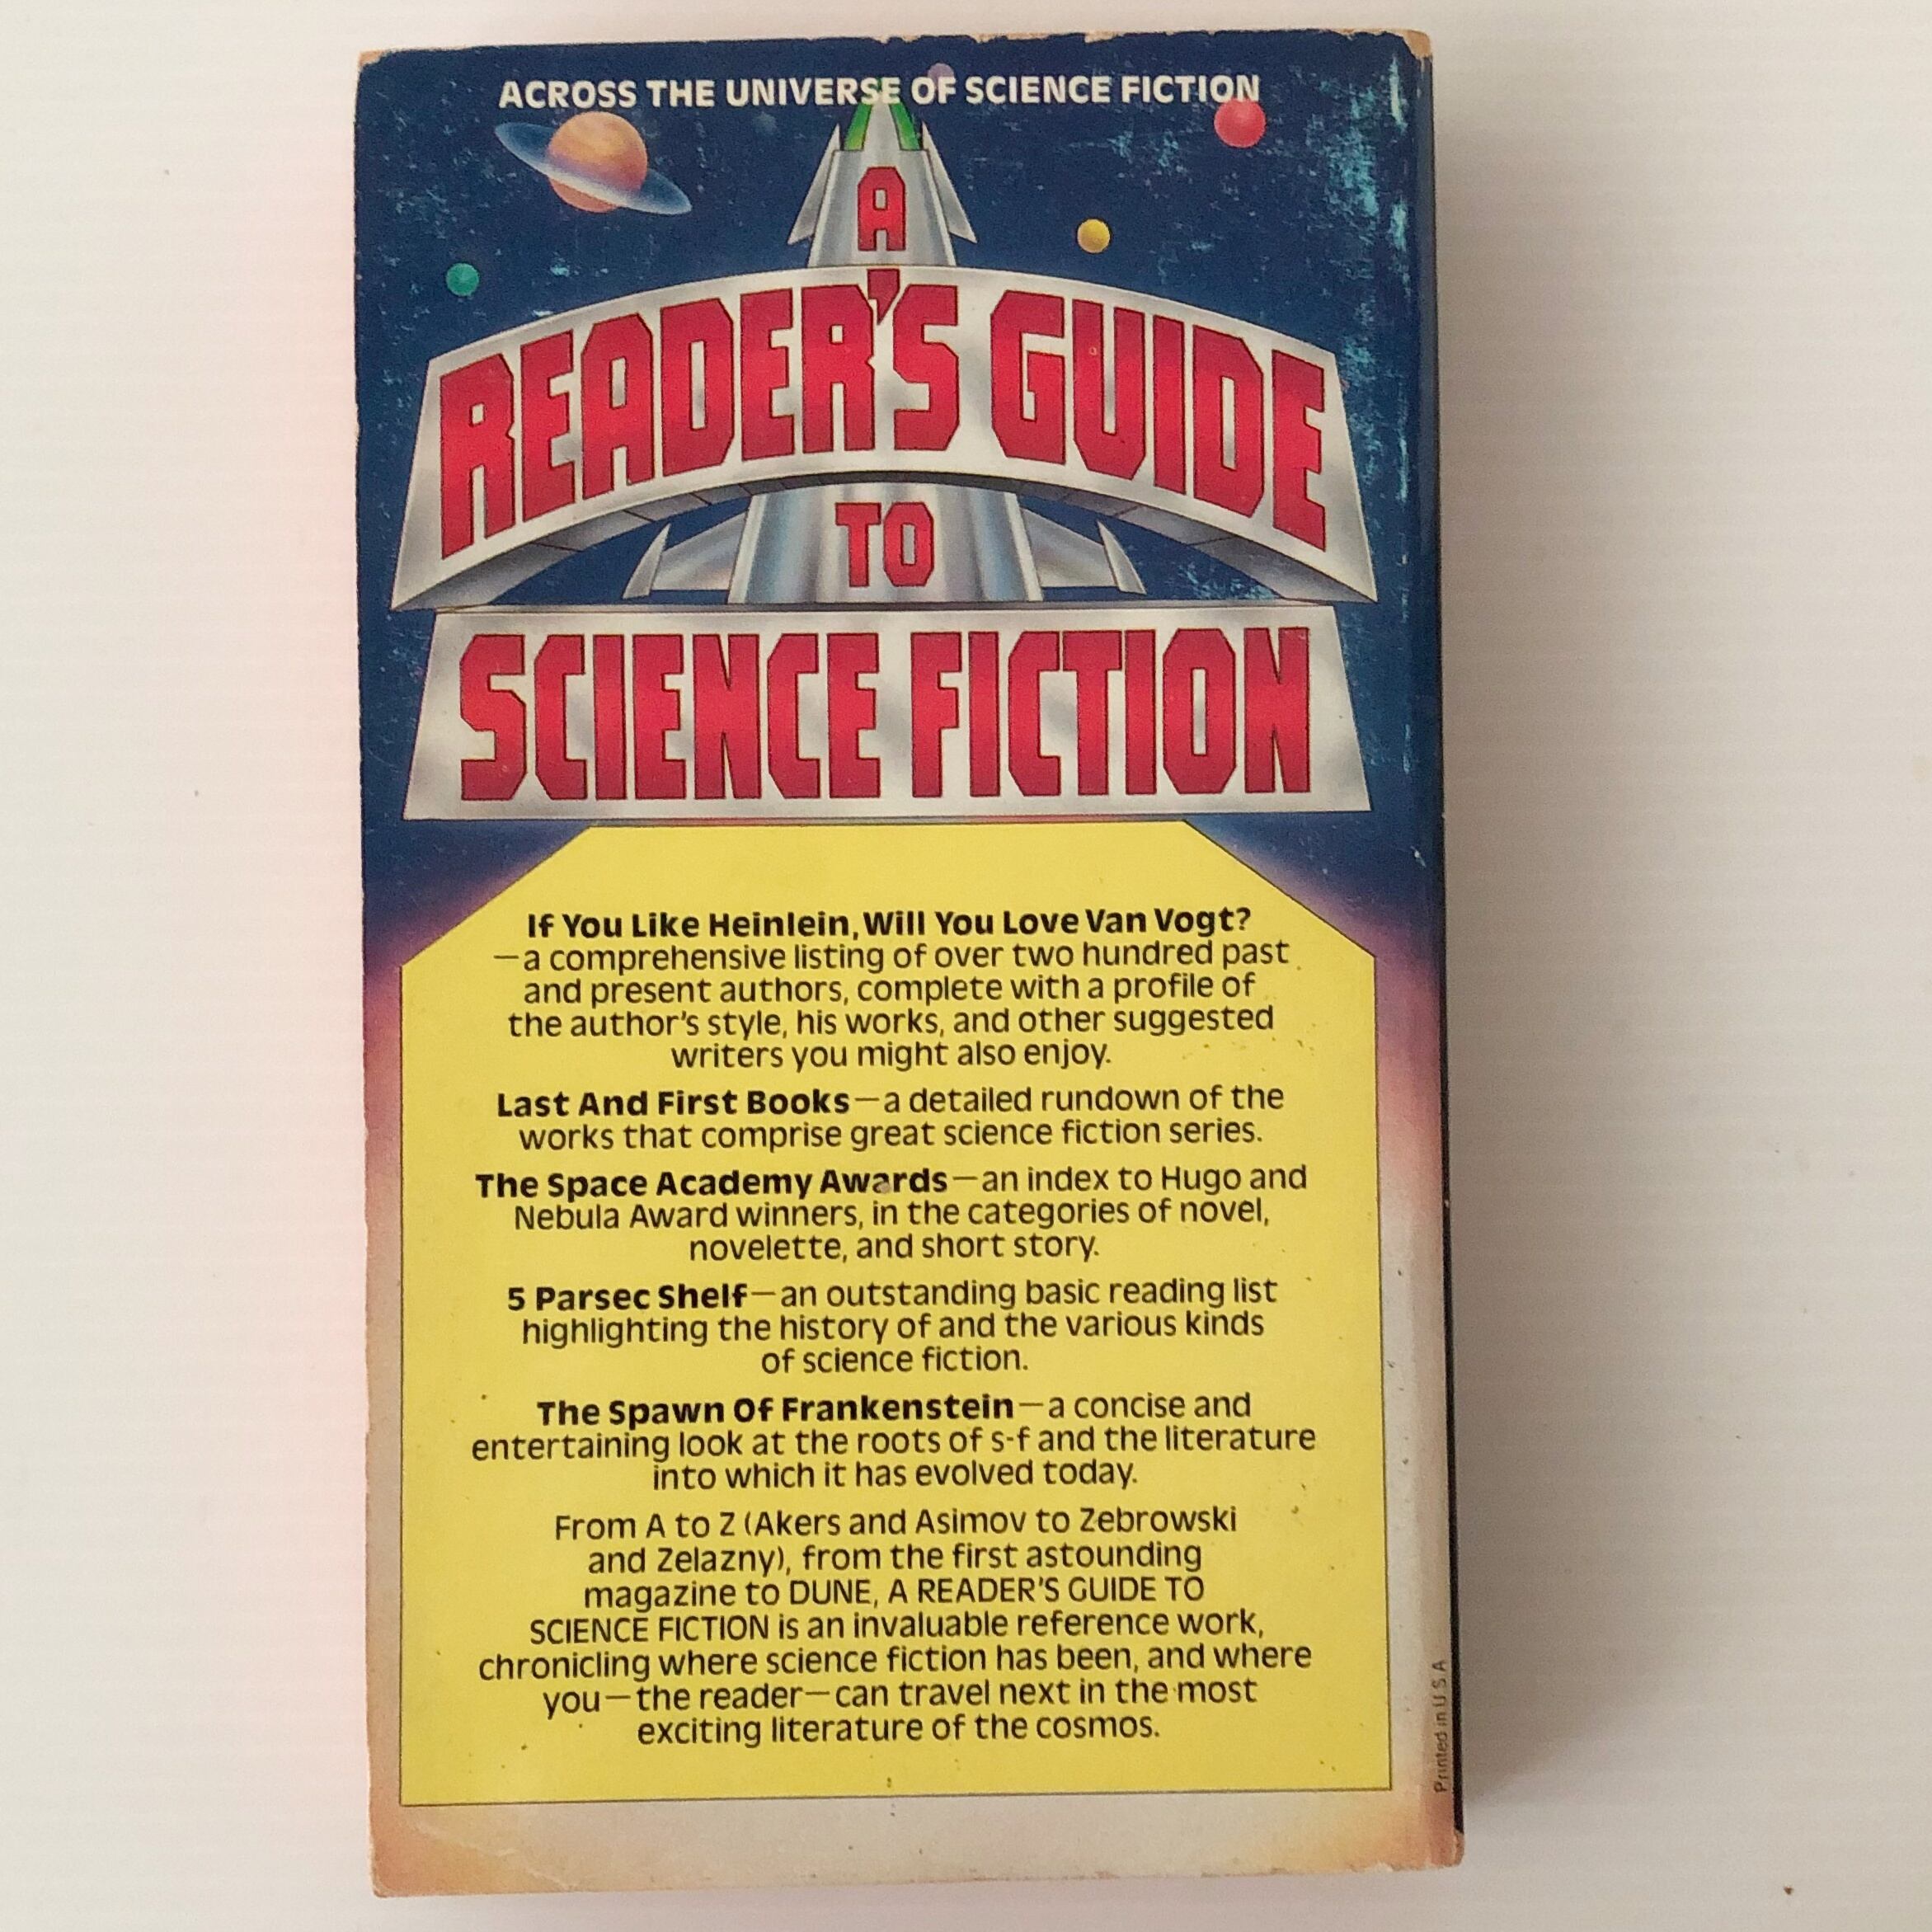 ACROSS THE UNIVERSE OF SCIENCE FICTION
A
READER'S GUIDE
TO
SCIENCE FICTION
If You Like Heinlein, Will You Love Van Vogt?
—a comprehensive listing of over two hundred past
and present authors, complete with a profile of
the author's style, his works, and other suggested
writers you might also enjoy.
Last And First Books—a detailed rundown of the
works that comprise great science fiction series.
The Space Academy Awards—an index to Hugo and
Nebula Award winners, in the categories of novel,
novelette, and short story.
5 Parsec Shelf—an outstanding basic reading list
highlighting the history of and the various kinds
of science fiction.
The Spawn Of Frankenstein—a concise and
entertaining look at the roots of s-f and the literature
into which it has evolved today.
From A to Z (Akers and Asimov to Zebrowski
and Zelazny), from the first astounding
magazine to DUNE, A READER'S GUIDE TO
SCIENCE FICTION is an invaluable reference work,
chronicling where science fiction has been, and where
you—the reader—can travel next in the most
exciting literature of the cosmos.
Printed in U S A